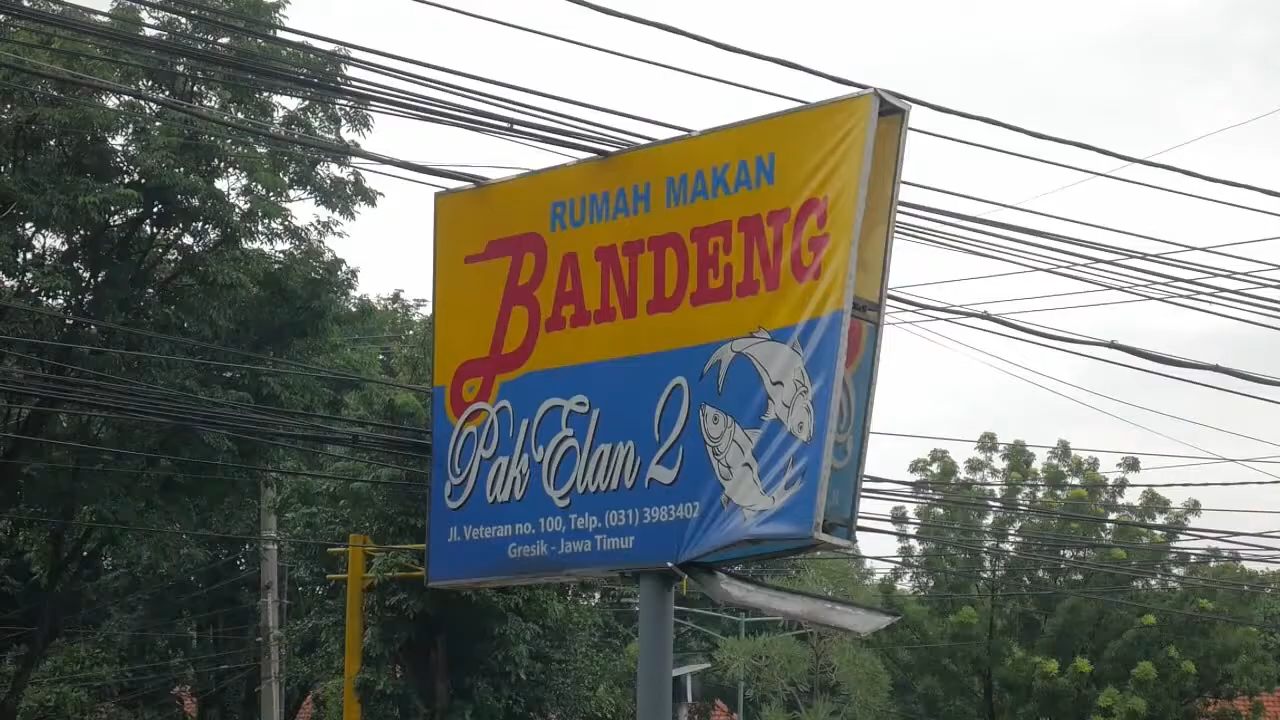 RUMAH MAKAN
BANDENG
Pak Elan 2
Jl. Veteran no. 100, Telp. (031) 3983402
Gresik - Jawa Timur